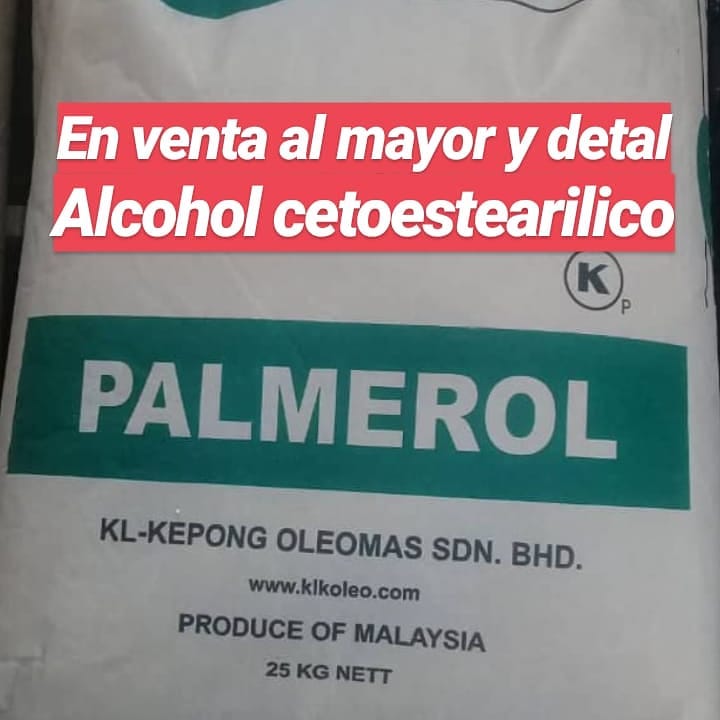 En venta al mayor y detal
Alcohol cetoestearilico
K
P
PALMEROL
KL-KEPONG OLEOMAS SDN. BHD.
www.klkoleo.com
PRODUCE OF MALAYSIA
25 KG NETT